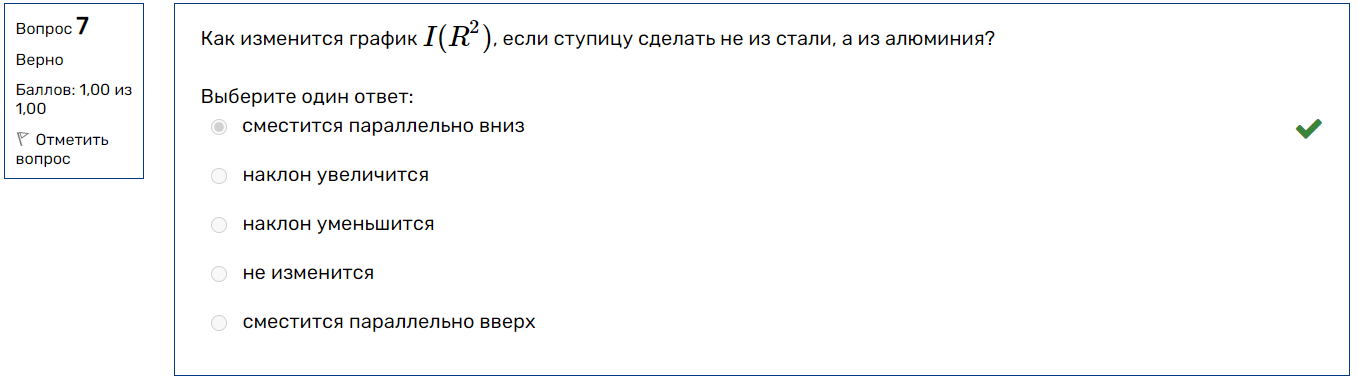 Вопрос 7
Верно
Баллов: 1,00 из
1,00
Отметить
вопрос
Как изменится график I(R²), если ступицу сделать не из стали, а из алюминия?
Выберите один ответ:
сместится параллельно вниз
наклон увеличится
наклон уменьшится
не изменится
сместится параллельно вверх